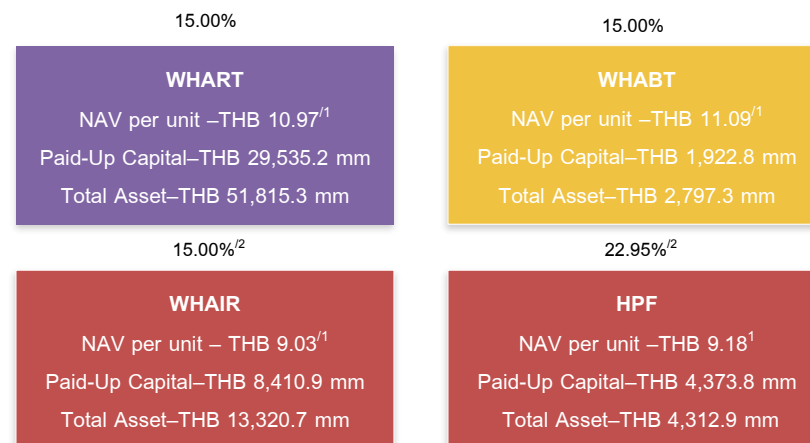 15.00%
WHART
NAV per unit –THB 10.97/1
Paid-Up Capital–THB 29,535.2 mm
Total Asset–THB 51,815.3 mm
15.00%
WHABT
NAV per unit –THB 11.09/1
Paid-Up Capital–THB 1,922.8 mm
Total Asset–THB 2,797.3 mm
15.00%/2
WHAIR
NAV per unit – THB 9.03/1
Paid-Up Capital–THB 8,410.9 mm
Total Asset–THB 13,320.7 mm
22.95%/2
HPF
NAV per unit –THB 9.181
Paid-Up Capital–THB 4,373.8 mm
Total Asset–THB 4,312.9 mm